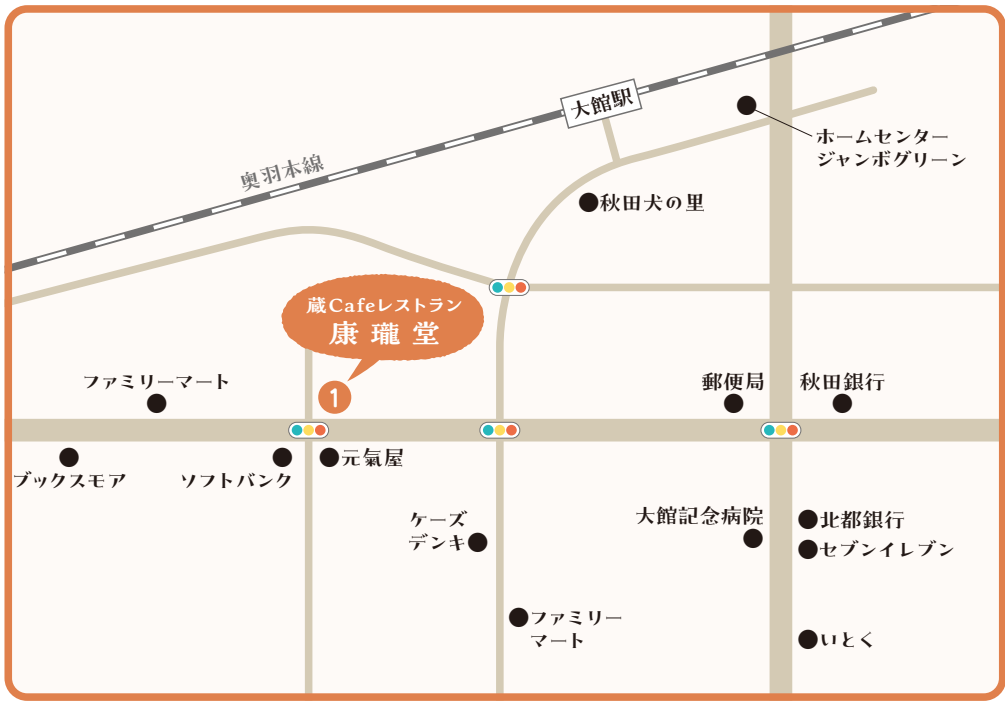 大館駅
ホームセンター
ジャンボグリーン
奥羽本線
秋田犬の里
蔵Cafeレストラン
康瓏堂
1
ファミリーマート
郵便局
秋田銀行
ブックスモア
ソフトバンク
元氣屋
ケーズ
デンキ
大館記念病院
北都銀行
セブンイレブン
ファミリー
マート
いとく